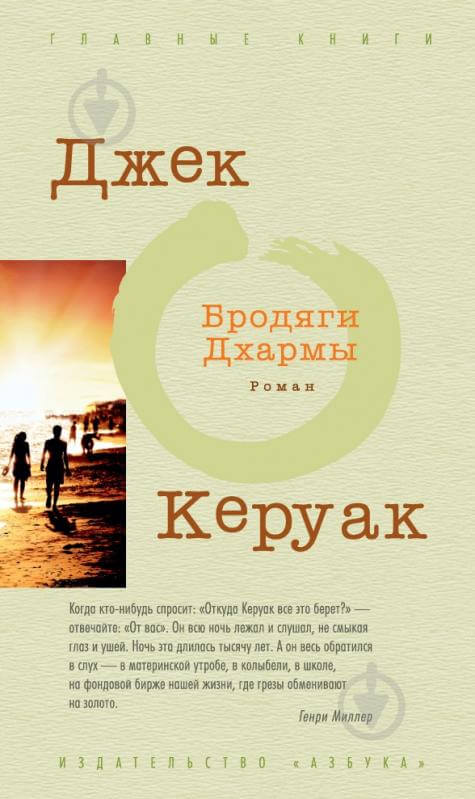 ГЛАВНЫЕ КНИГИ
Джек
Бродяги
Дхармы
Роман
Керуак
Когда кто-нибудь спросит: «Откуда Керуак все это берет?» —
отвечайте: «От вас». Он всю ночь лежал и слушал, не смыкая
глаз и ушей. Ночь эта длилась тысячу лет. А он весь обратился
в слух — в материнской утробе, в колыбели, в школе,
на фондовой бирже нашей жизни, где грезы обменивают
на золото.
Генри Миллер
ИЗДАТЕЛЬСТВО «АЗБУКА»